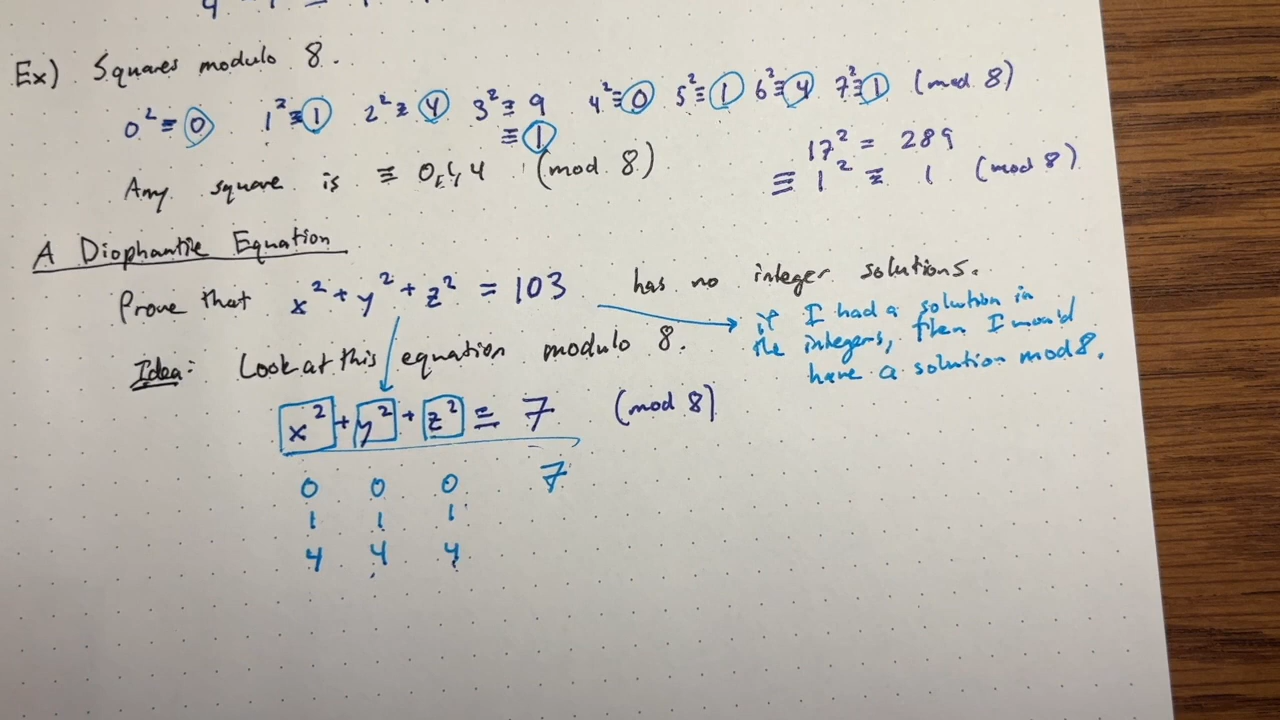 Ex) Squares modulo 8.
0² ≡ 0 1² ≡ 1 2² ≡ 4 3² ≡ 9 4² ≡ 0 5² ≡ 1 6² ≡ 4 7² ≡ 1 (mod 8)
≡ 1
17² = 289
Any square is ≡ 0, 1, 4 (mod 8)
≡ 1² ≡ 1 (mod 8)
A Diophantine Equation
Prove that x² + y² + z² = 103 has no integer solutions.
if I had a solution in
the integers, then I would
have a solution mod 8.
Idea: Look at this equation modulo 8.
x² + y² + z² ≡ 7 (mod 8)
0 0 0 7
1 1 1
4 4 4